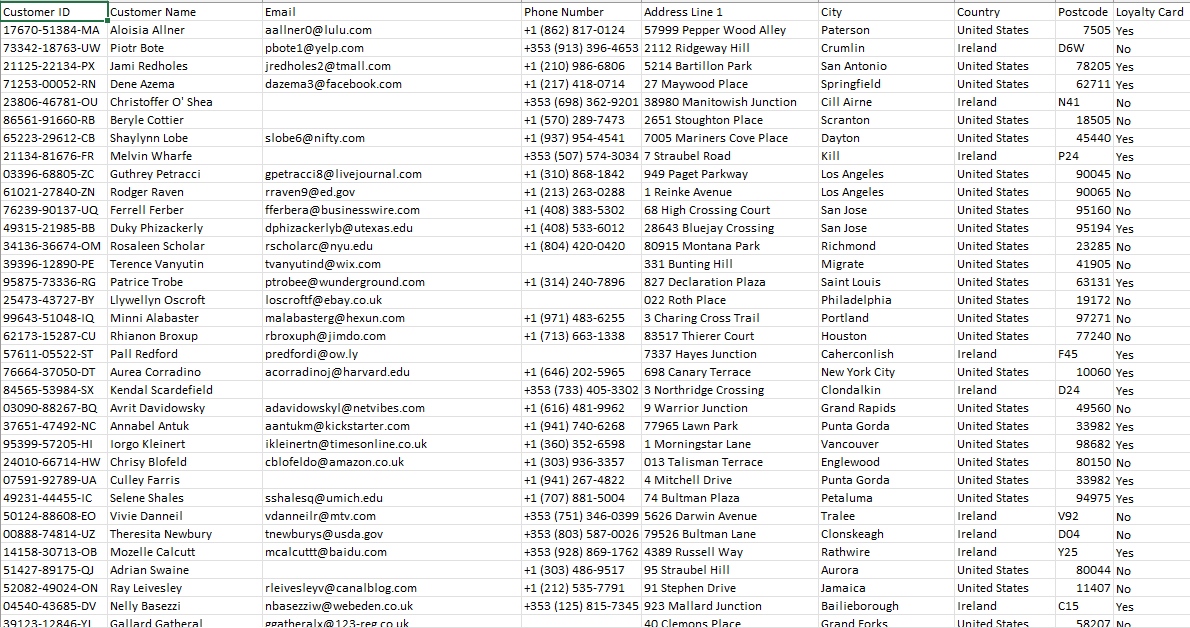 Customer ID Customer Name Email Phone Number Address Line 1 City Country Postcode Loyalty Card
17670-51384-MA Aloisia Allner aallner0@lulu.com +1 (862) 817-0124 57999 Pepper Wood Alley Paterson United States 7505 Yes
73342-18763-UW Piotr Bote pbote1@yelp.com +353 (913) 396-4653 2112 Ridgeway Hill Crumlin Ireland D6W No
21125-22134-PX Jami Redholes jredholes2@tmall.com +1 (210) 986-6806 5214 Bartillon Park San Antonio United States 78205 Yes
71253-00052-RN Dene Azema dazema3@facebook.com +1 (217) 418-0714 27 Maywood Place Springfield United States 62711 Yes
23806-46781-OU Christoffer O' Shea +353 (698) 362-9201 38980 Manitowish Junction Cill Airne Ireland N41 No
86561-91660-RB Beryle Cottier +1 (570) 289-7473 2651 Stoughton Place Scranton United States 18505 No
65223-29612-CB Shaylynn Lobe slobe6@nifty.com +1 (937) 954-4541 7005 Mariners Cove Place Dayton United States 45440 Yes
21134-81676-FR Melvin Wharfe +353 (507) 574-3034 7 Straubel Road Kill Ireland P24 Yes
03396-68805-ZC Guthrey Petracci gpetracci8@livejournal.com +1 (310) 868-1842 949 Paget Parkway Los Angeles United States 90045 No
61021-27840-ZN Rodger Raven rraven9@ed.gov +1 (213) 263-0288 1 Reinke Avenue Los Angeles United States 90065 No
76239-90137-UQ Ferrell Ferber fferbera@businesswire.com +1 (408) 383-5302 68 High Crossing Court San Jose United States 95160 No
49315-21985-BB Duky Phizackerly dphizackerlyb@utexas.edu +1 (408) 533-6012 28643 Bluejay Crossing San Jose United States 95194 Yes
34136-36674-OM Rosaleen Scholar rscholarc@nyu.edu +1 (804) 420-0420 80915 Montana Park Richmond United States 23285 No
39396-12890-PE Terence Vanyutin tvanyutind@wix.com 331 Bunting Hill Migrate United States 41905 No
95875-73336-RG Patrice Trobe ptrobee@wunderground.com +1 (314) 240-7896 827 Declaration Plaza Saint Louis United States 63131 Yes
25473-43727-BY Llywellyn Oscroft loscroftf@ebay.co.uk 022 Roth Place Philadelphia United States 19172 No
99643-51048-IQ Minni Alabaster malabasterg@hexun.com +1 (971) 483-6255 3 Charing Cross Trail Portland United States 97271 No
62173-15287-CU Rhianon Broxup rbroxuph@jimdo.com +1 (713) 663-1338 83517 Thierer Court Houston United States 77240 No
57611-05522-ST Pall Redford predfordi@ow.ly 7337 Hayes Junction Caherconlish Ireland F45 Yes
76664-37050-DT Aurea Corradino acorradinoj@harvard.edu +1 (646) 202-5965 698 Canary Terrace New York City United States 10060 Yes
84565-53984-SX Kendal Scardefield +353 (733) 405-3302 3 Northridge Crossing Clondalkin Ireland D24 Yes
03090-88267-BQ Avrit Davidowsky adavidowskyl@netvibes.com +1 (616) 481-9962 9 Warrior Junction Grand Rapids United States 49560 No
37651-47492-NC Annabel Antuk aantukm@kickstarter.com +1 (941) 740-6268 77965 Lawn Park Punta Gorda United States 33982 Yes
95399-57205-HI Iorgo Kleinert ikleinertn@timesonline.co.uk +1 (360) 352-6598 1 Morningstar Lane Vancouver United States 98682 Yes
24010-66714-HW Chrisy Blofeld cblofeldo@amazon.co.uk +1 (303) 936-3357 013 Talisman Terrace Englewood United States 80150 No
07591-92789-UA Culley Farris +1 (941) 267-4822 4 Mitchell Drive Punta Gorda United States 33982 Yes
49231-44455-IC Selene Shales sshalesq@umich.edu +1 (707) 881-5004 74 Bultman Plaza Petaluma United States 94975 Yes
50124-88608-EO Vivie Danneil vdanneilr@mtv.com +353 (751) 346-0399 5626 Darwin Avenue Tralee Ireland V92 No
00888-74814-UZ Theresita Newbury tnewburys@usda.gov +353 (803) 587-0026 79526 Bultman Lane Clonskeagh Ireland D04 No
14158-30713-OB Mozelle Calcutt mcalcuttt@baidu.com +353 (928) 869-1762 4389 Russell Way Rathwire Ireland Y25 Yes
51427-89175-QJ Adrian Swaine +1 (303) 486-9517 95 Straubel Hill Aurora United States 80044 No
52082-49024-ON Ray Leivesley rleivesleyv@canalblog.com +1 (212) 535-7791 91 Stephen Drive Jamaica United States 11407 No
04540-43685-DV Nelly Basezzi nbasezziw@webeden.co.uk +353 (125) 815-7345 923 Mallard Junction Bailieborough Ireland C15 Yes
39123-12846-YJ Gallard Gatheral ggatheralx@123-reg.co.uk 40 Clemons Place Grand Forks United States 58207 No